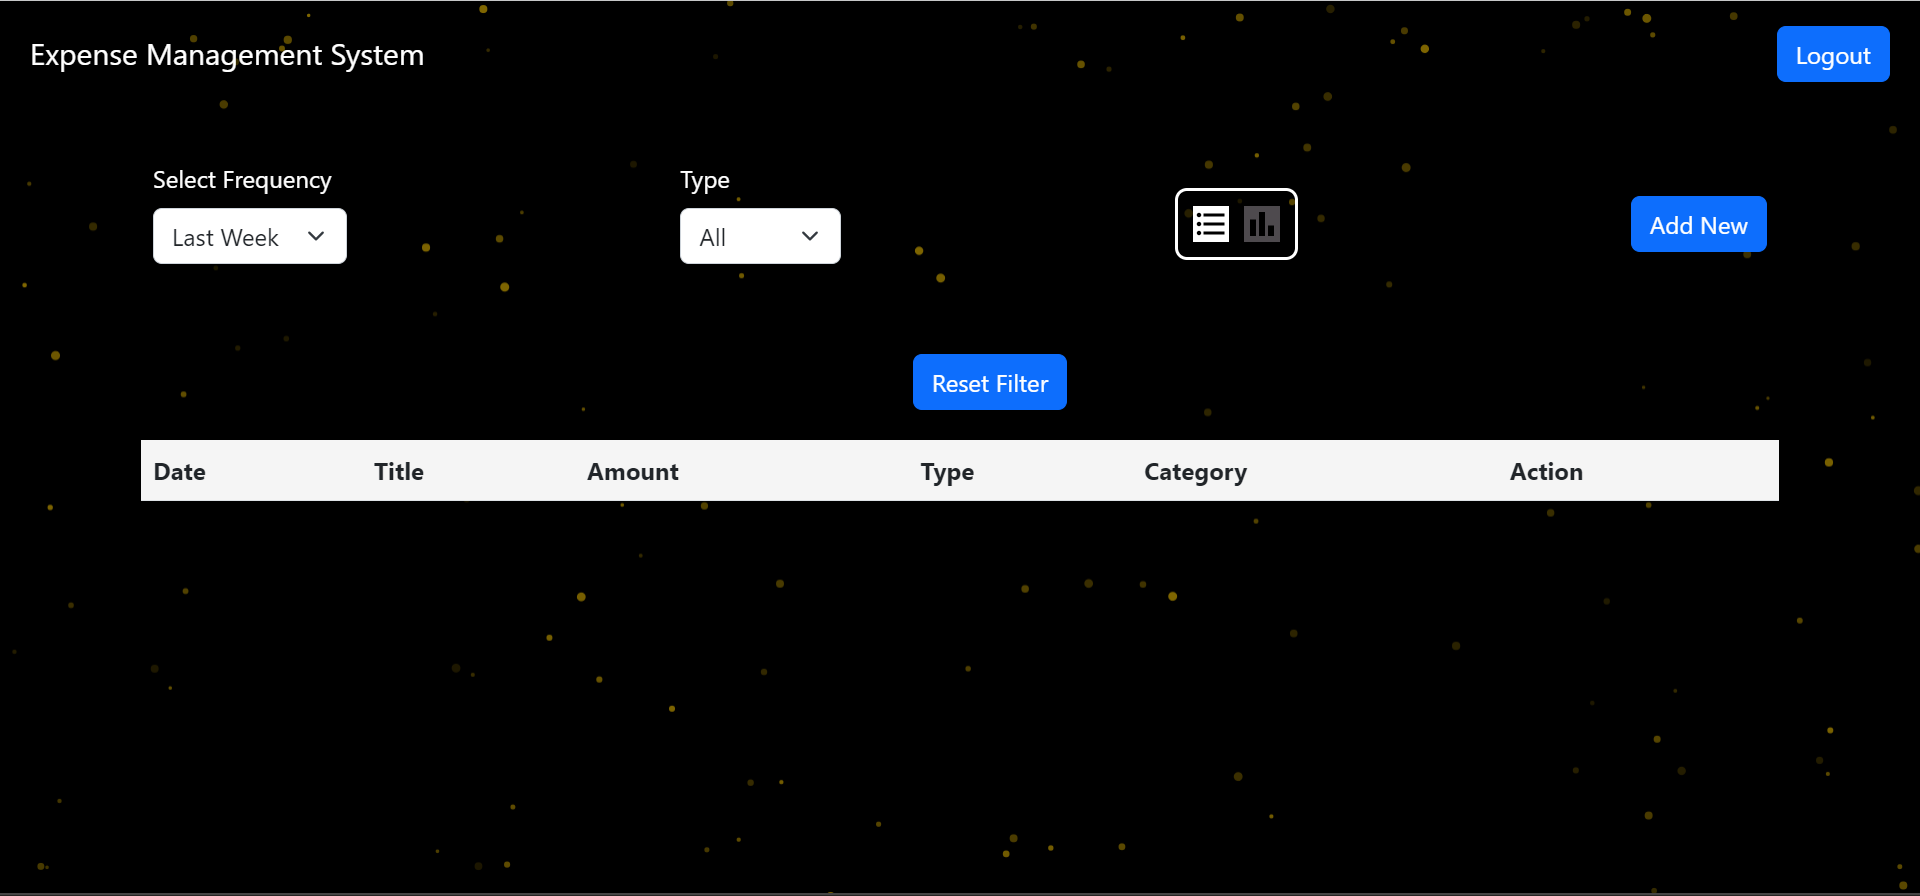 Expense Management System
Logout
Select Frequency
Type
Last Week
All
Add New
Reset Filter
Date Title Amount Type Category Action